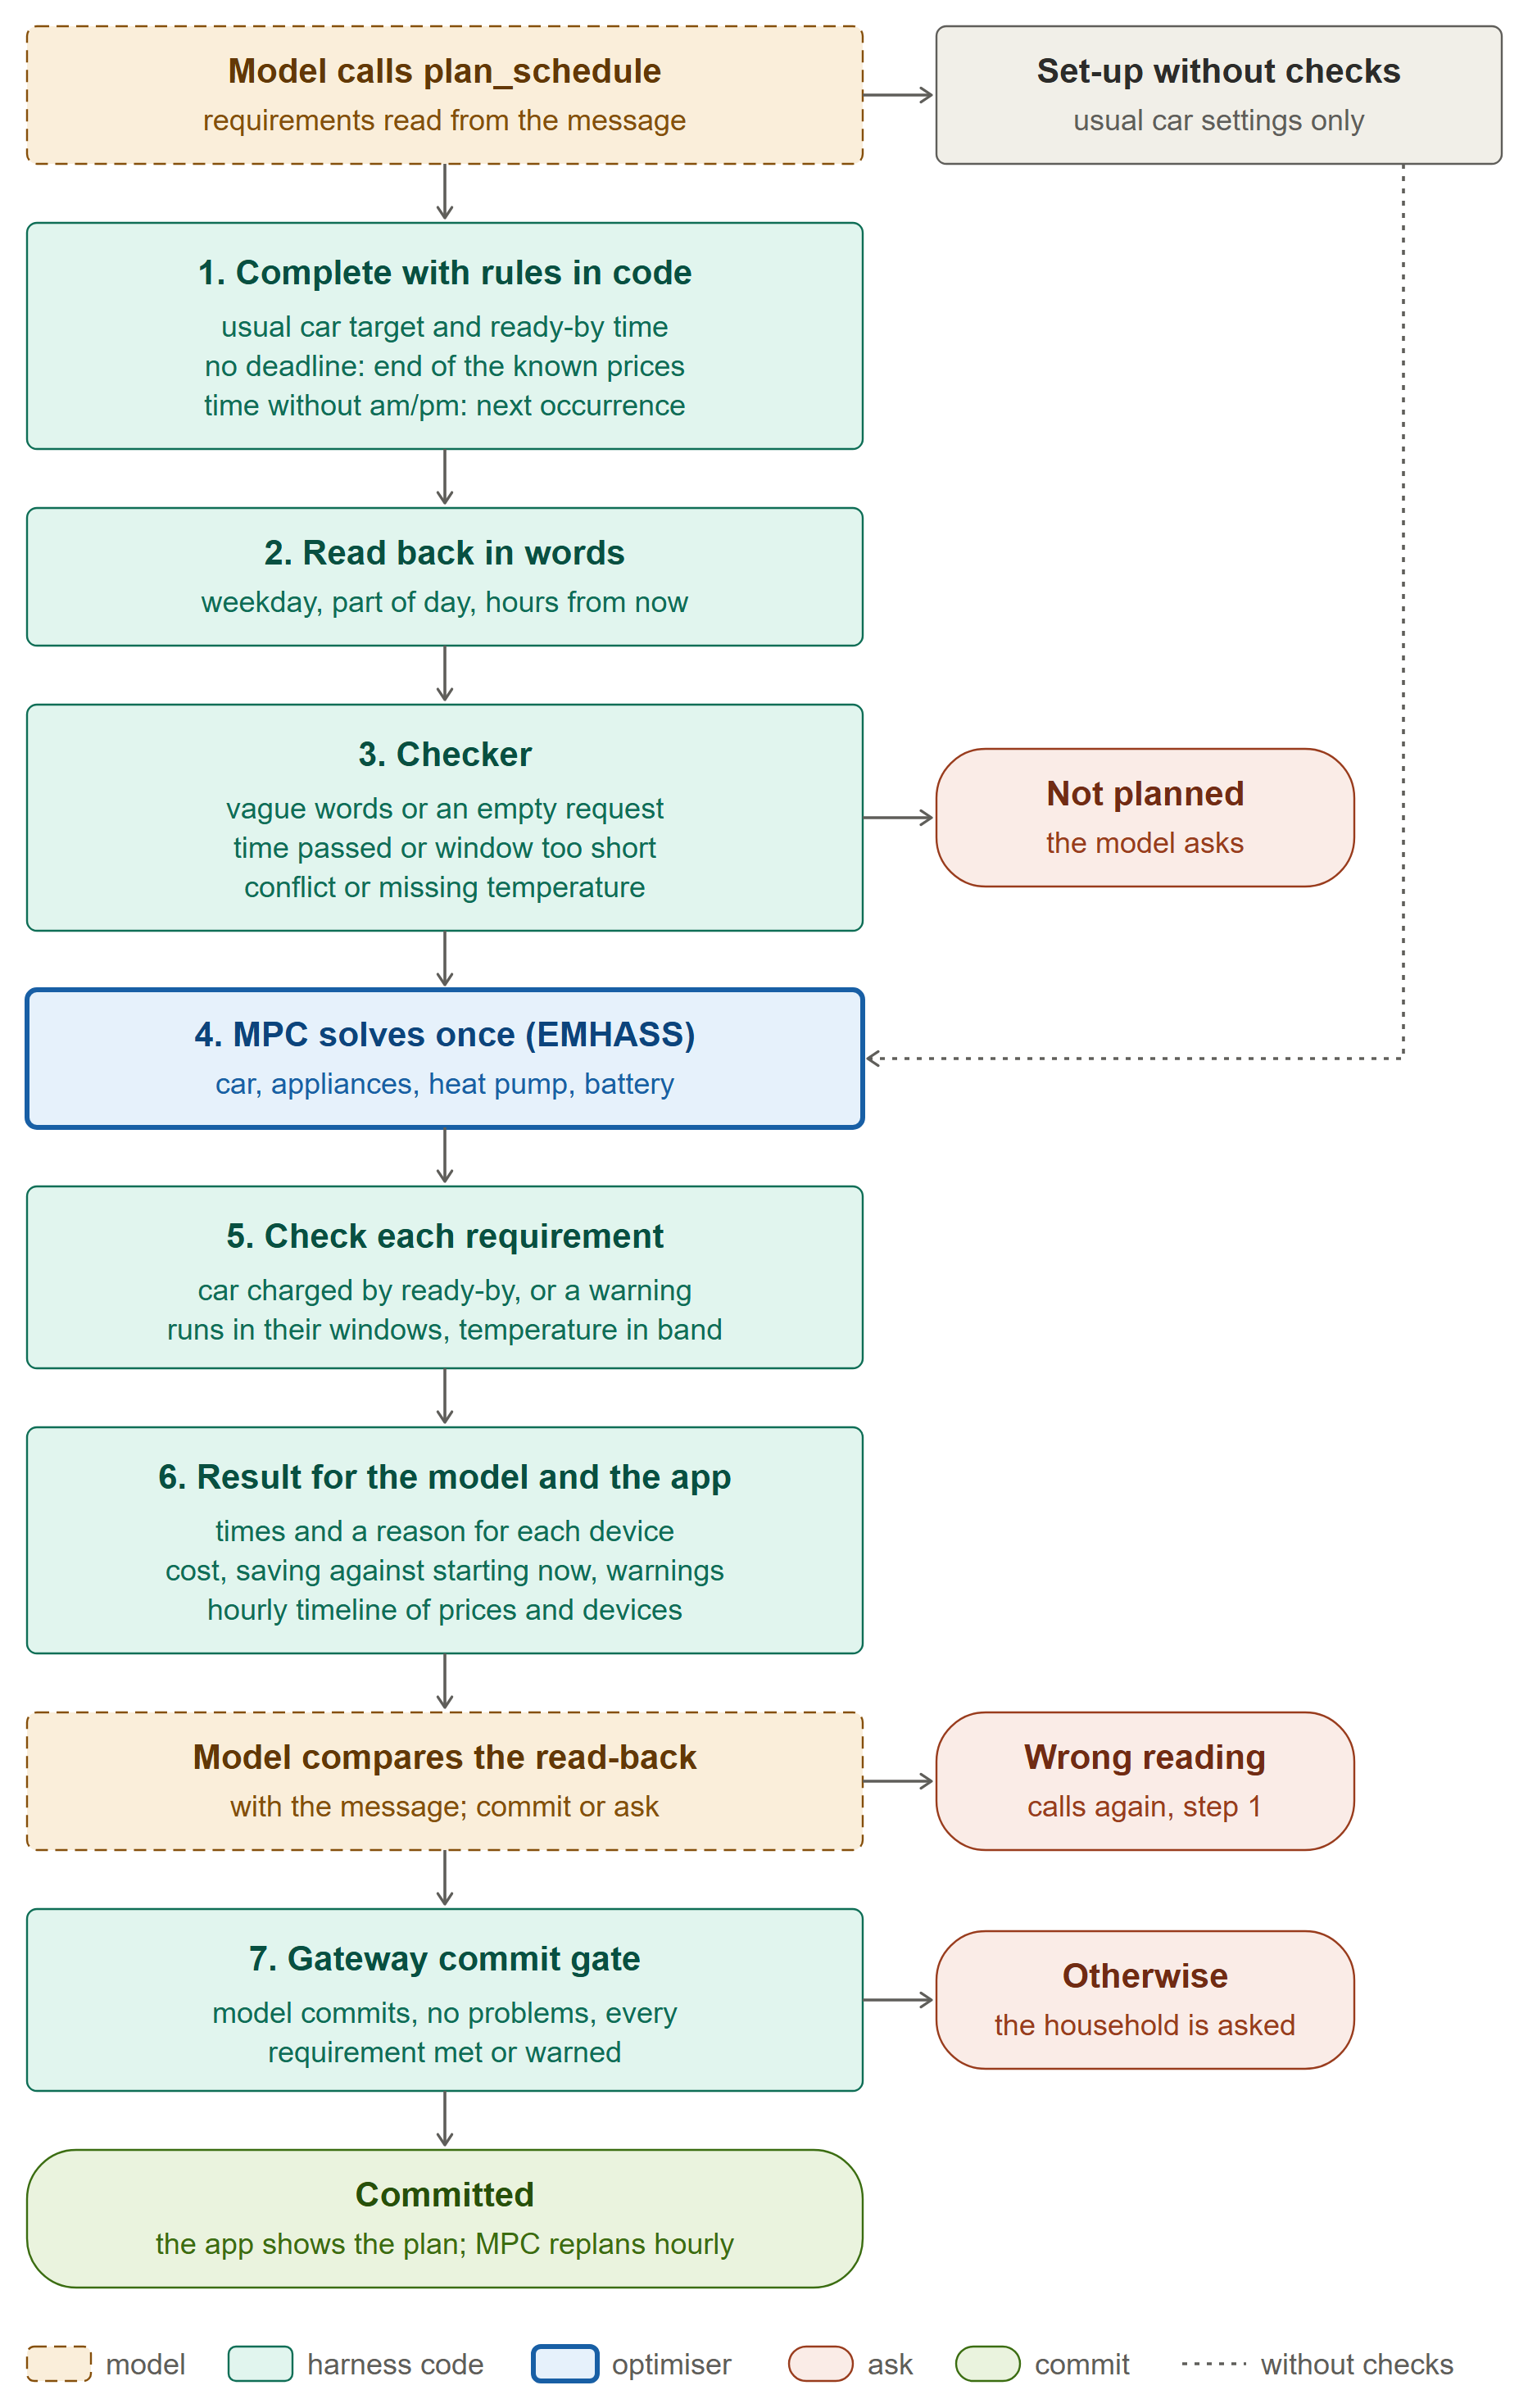 Model calls plan_schedule
requirements read from the message
Set-up without checks
usual car settings only
1. Complete with rules in code
usual car target and ready-by time
no deadline: end of the known prices
time without am/pm: next occurrence
2. Read back in words
weekday, part of day, hours from now
3. Checker
vague words or an empty request
time passed or window too short
conflict or missing temperature
Not planned
the model asks
4. MPC solves once (EMHASS)
car, appliances, heat pump, battery
5. Check each requirement
car charged by ready-by, or a warning
runs in their windows, temperature in band
6. Result for the model and the app
times and a reason for each device
cost, saving against starting now, warnings
hourly timeline of prices and devices
Model compares the read-back
with the message; commit or ask
Wrong reading
calls again, step 1
7. Gateway commit gate
model commits, no problems, every
requirement met or warned
Otherwise
the household is asked
Committed
the app shows the plan; MPC replans hourly
model
harness code
optimiser
ask
commit
without checks